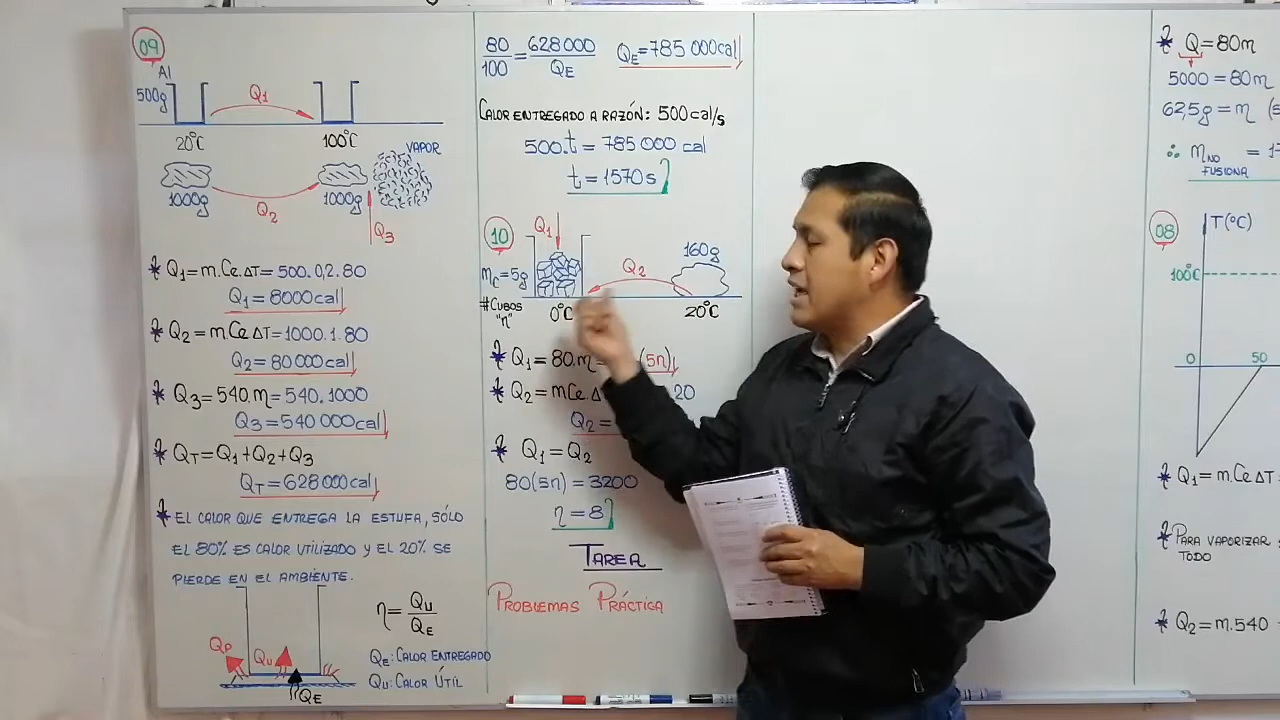 09
Al
500g
Q₁
20°C
100°C
VAPOR
1000g
1000g
Q₂
Q₃
* Q₁=m.Ce.ΔT= 500.0,2.80
Q₁=8000cal
* Q₂=mCeΔT=1000.1.80
Q₂=80000cal
* Q₃=540.m=540.1000
Q₃=540 000cal
* QT=Q₁+Q₂+Q₃
QT=628000cal
* EL CALOR QUE ENTREGA LA ESTUFA, SÓLO
EL 80% ES CALOR UTILIZADO Y EL 20% SE
PIERDE EN EL AMBIENTE.
Qp
Qu
QE
η=Qu/QE
QE: CALOR ENTREGADO
Qu: CALOR ÚTIL
80/100=628000/QE
QE=785 000cal
CALOR ENTREGADO A RAZÓN: 500cal/s
500.t=785000 cal
t=1570s
10
Q₁
mc=5g
#CUBOS
"n"
0°C
Q₂
160g
20°C
* Q₁=80.m= (5n)
* Q₂=mCe.Δ 20
Q₂=
* Q₁=Q₂
80(5n)=3200
n=8
TAREA
PROBLEMAS PRÁCTICA
* Q=80m
5000=80m
62,5g=m
∴ mNO FUSIONA =
08
T(°C)
100°C
0
50
* Q₁=m.CeΔT
* PARA VAPORIZAR
TODO
* Q₂=m.540